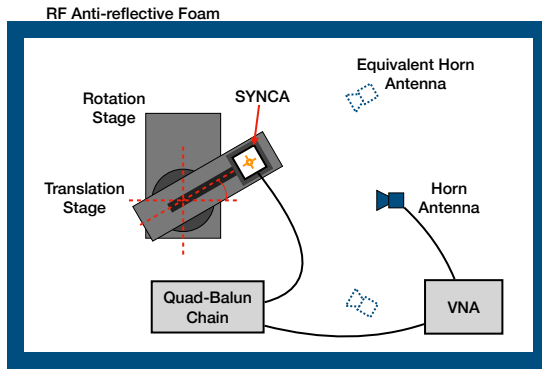 RF Anti-reflective Foam
Equivalent Horn
Antenna
Rotation
Stage
SYNCA
Translation
Stage
Horn
Antenna
Quad-Balun
Chain
VNA